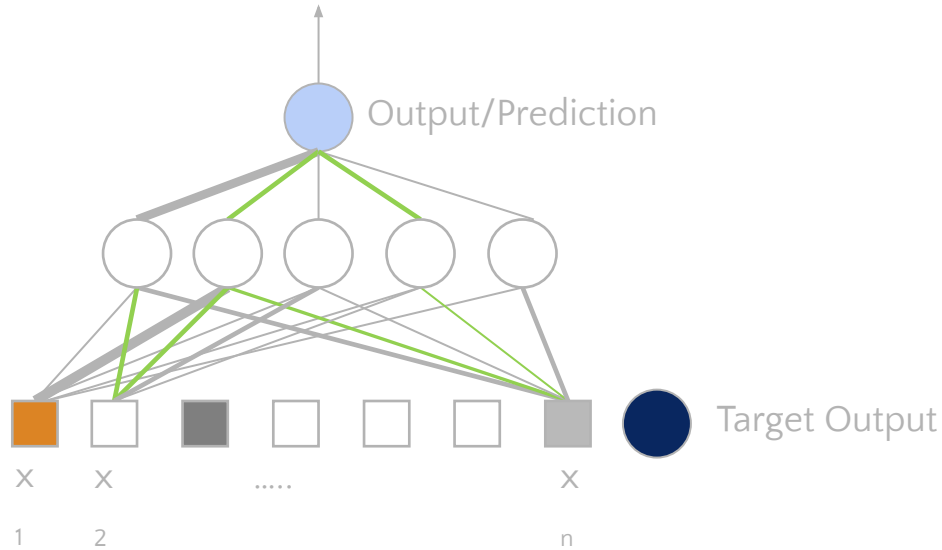 Output/Prediction
Target Output
x x ..... x
1 2 n